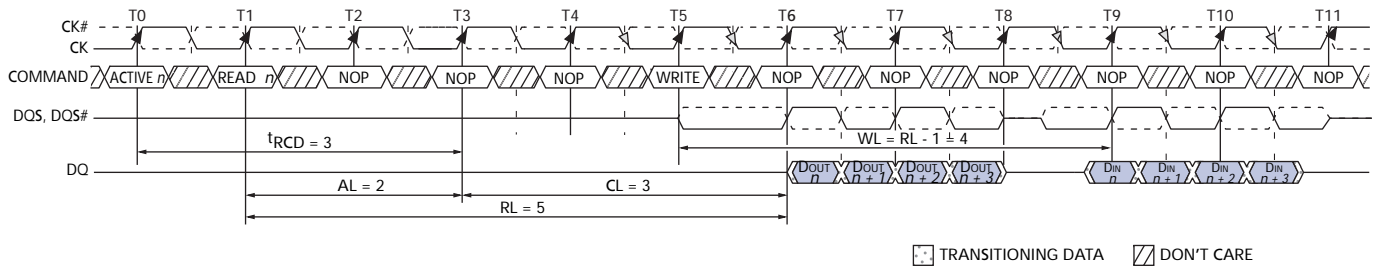 T0 T1 T2 T3 T4 T5 T6 T7 T8 T9 T10 T11
CK#
CK
COMMAND ACTIVE n READ n NOP NOP NOP WRITE NOP NOP NOP NOP NOP NOP
DQS, DQS#
tRCD = 3 WL = RL - 1 = 4
DQ DOUT n DOUT n + 1 DOUT n + 2 DOUT n + 3 DIN n DIN n + 1 DIN n + 2 DIN n + 3
AL = 2 CL = 3
RL = 5
TRANSITIONING DATA DON'T CARE